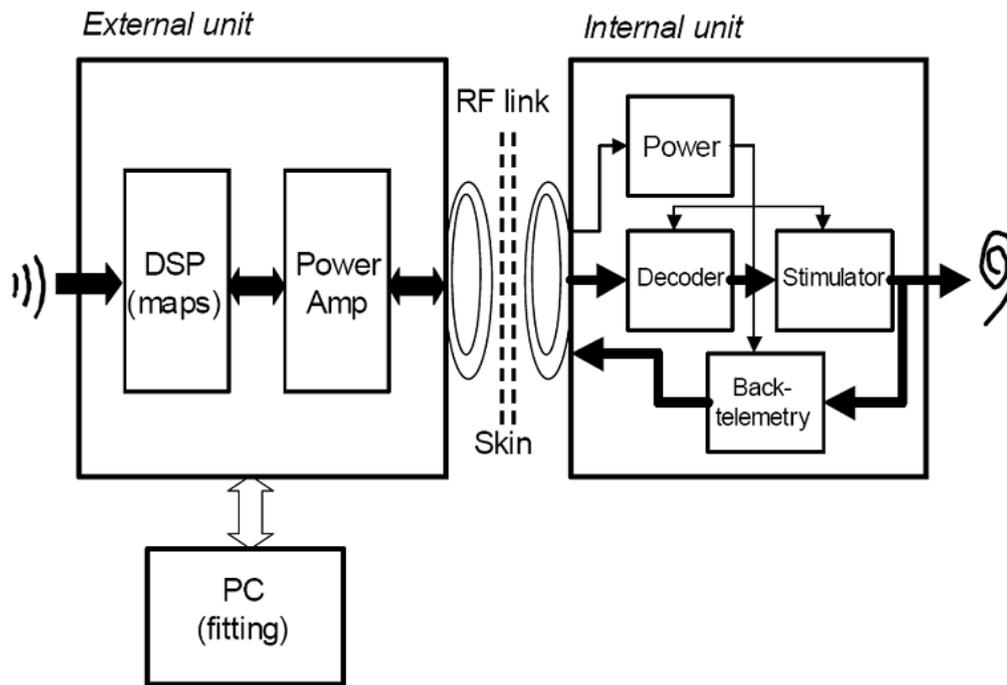 External unit
Internal unit
RF link
Power
DSP
(maps)
Power
Amp
Decoder
Stimulator
Back-
telemetry
Skin
PC
(fitting)